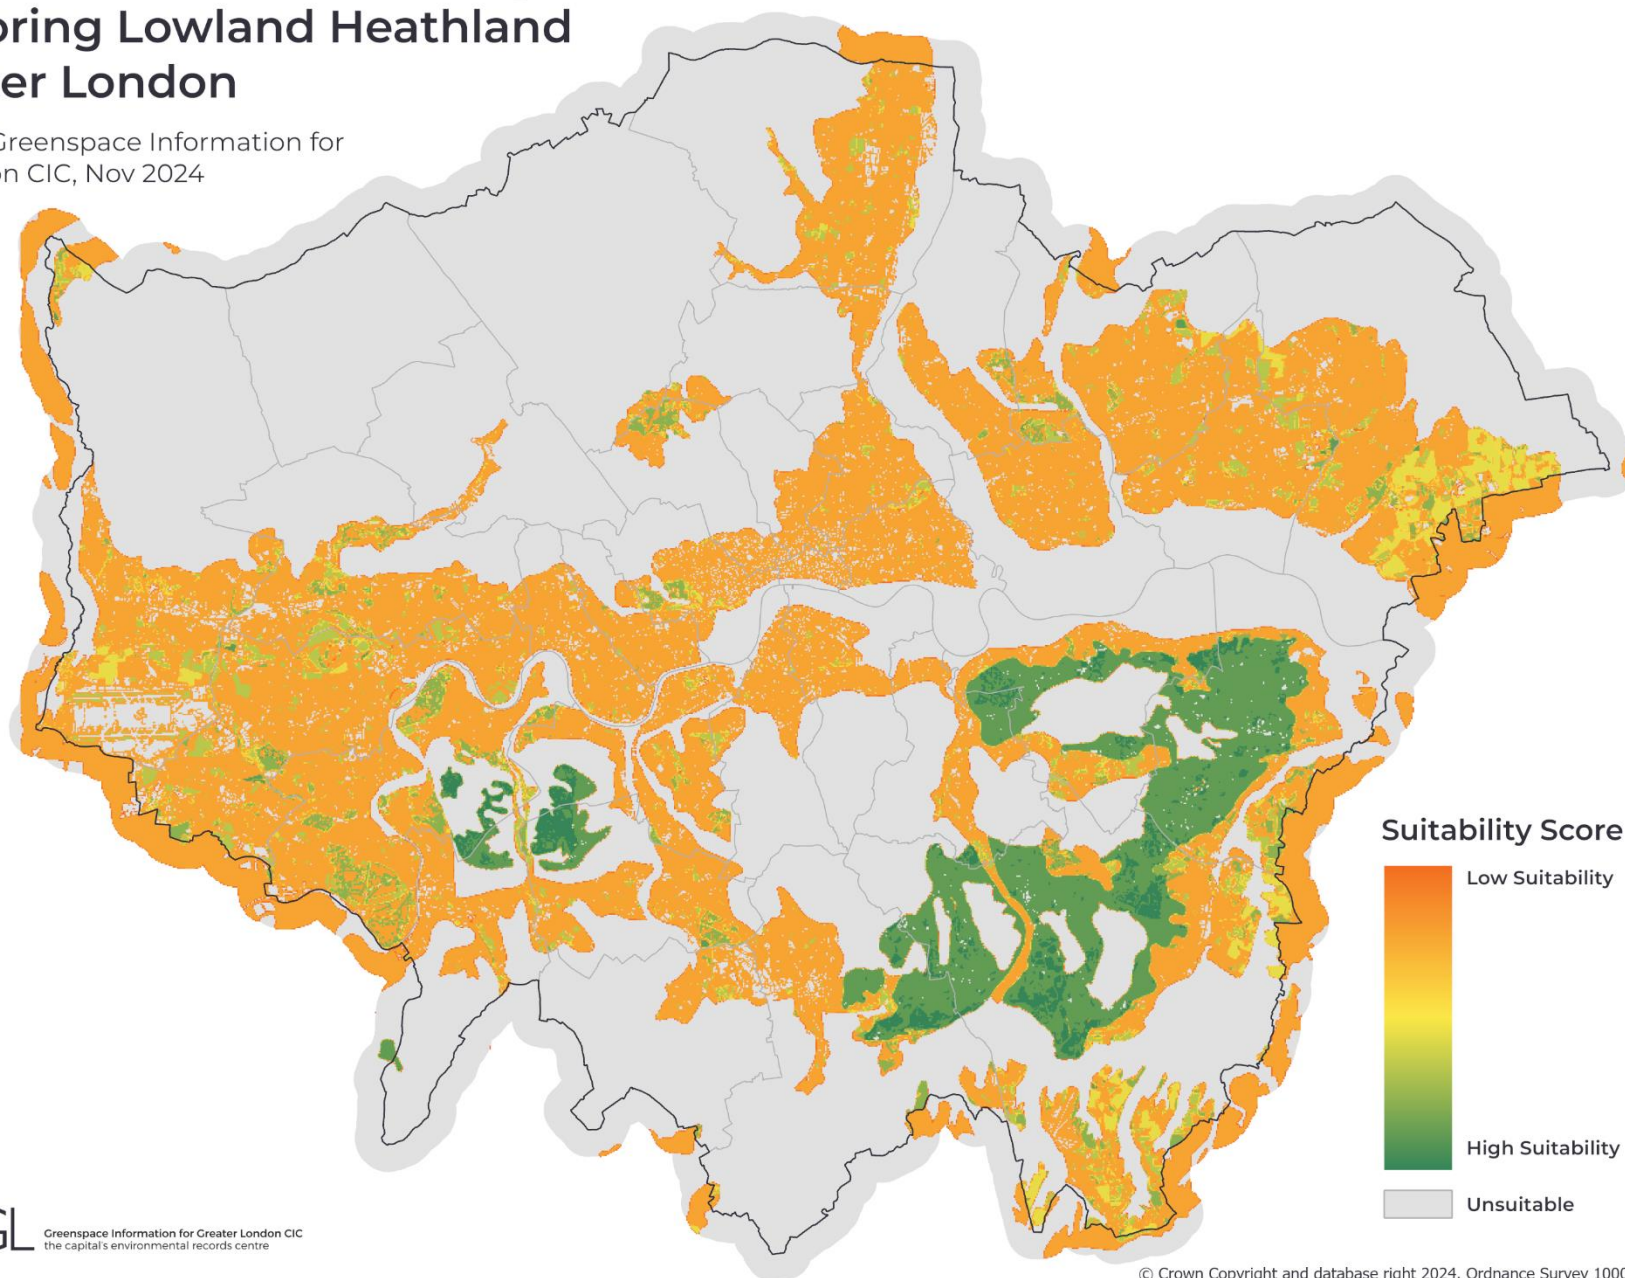 oring Lowland Heathland
er London
Greenspace Information for
on CIC, Nov 2024
Suitability Score
Low Suitability
High Suitability
Unsuitable
GL
Greenspace Information for Greater London CIC
the capital's environmental records centre
© Crown Copyright and database right 2024. Ordnance Survey 1000